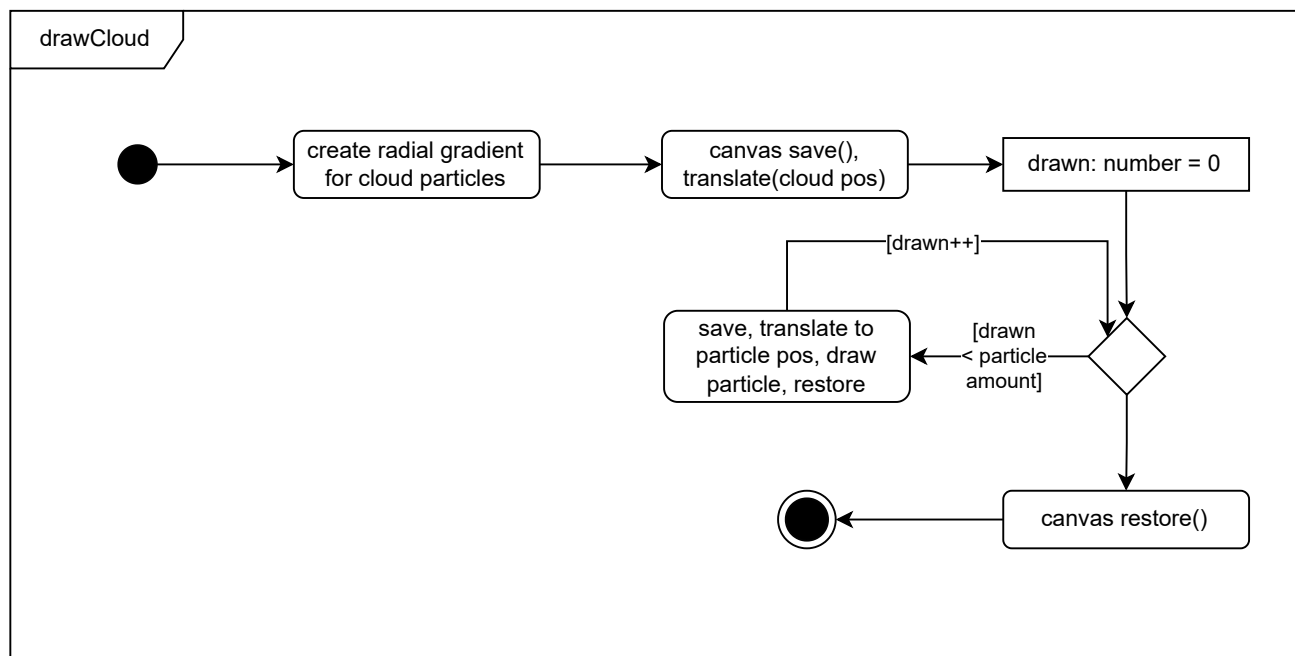 drawCloud
create radial gradient
for cloud particles
canvas save(),
translate(cloud pos)
drawn: number = 0
[drawn++]
save, translate to
particle pos, draw
particle, restore
[drawn
< particle
amount]
canvas restore()